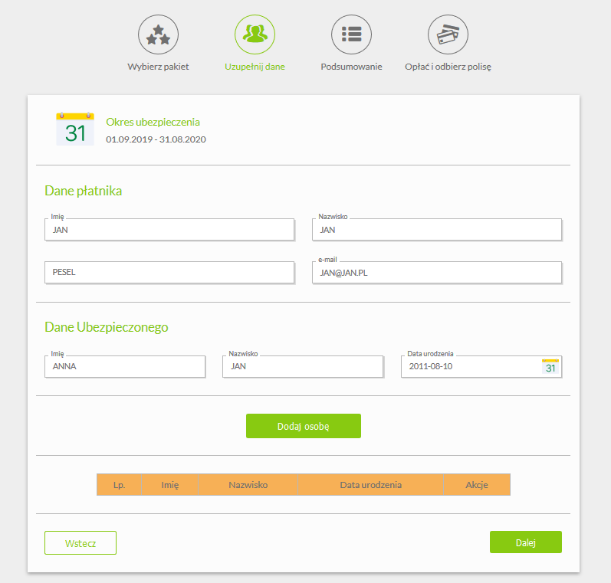 Wybierz pakiet Uzupełnij dane Podsumowanie Opłać i odbierz polisę
31
Okres ubezpieczenia
01.09.2019 - 31.08.2020
Dane płatnika
Imię Nazwisko
JAN JAN
e-mail
PESEL JAN@JAN.PL
Dane Ubezpieczonego
Imię Nazwisko Data urodzenia
ANNA JAN 2011-08-10 31
Dodaj osobę
Lp. Imię Nazwisko Data urodzenia Akcje
Wstecz Dalej